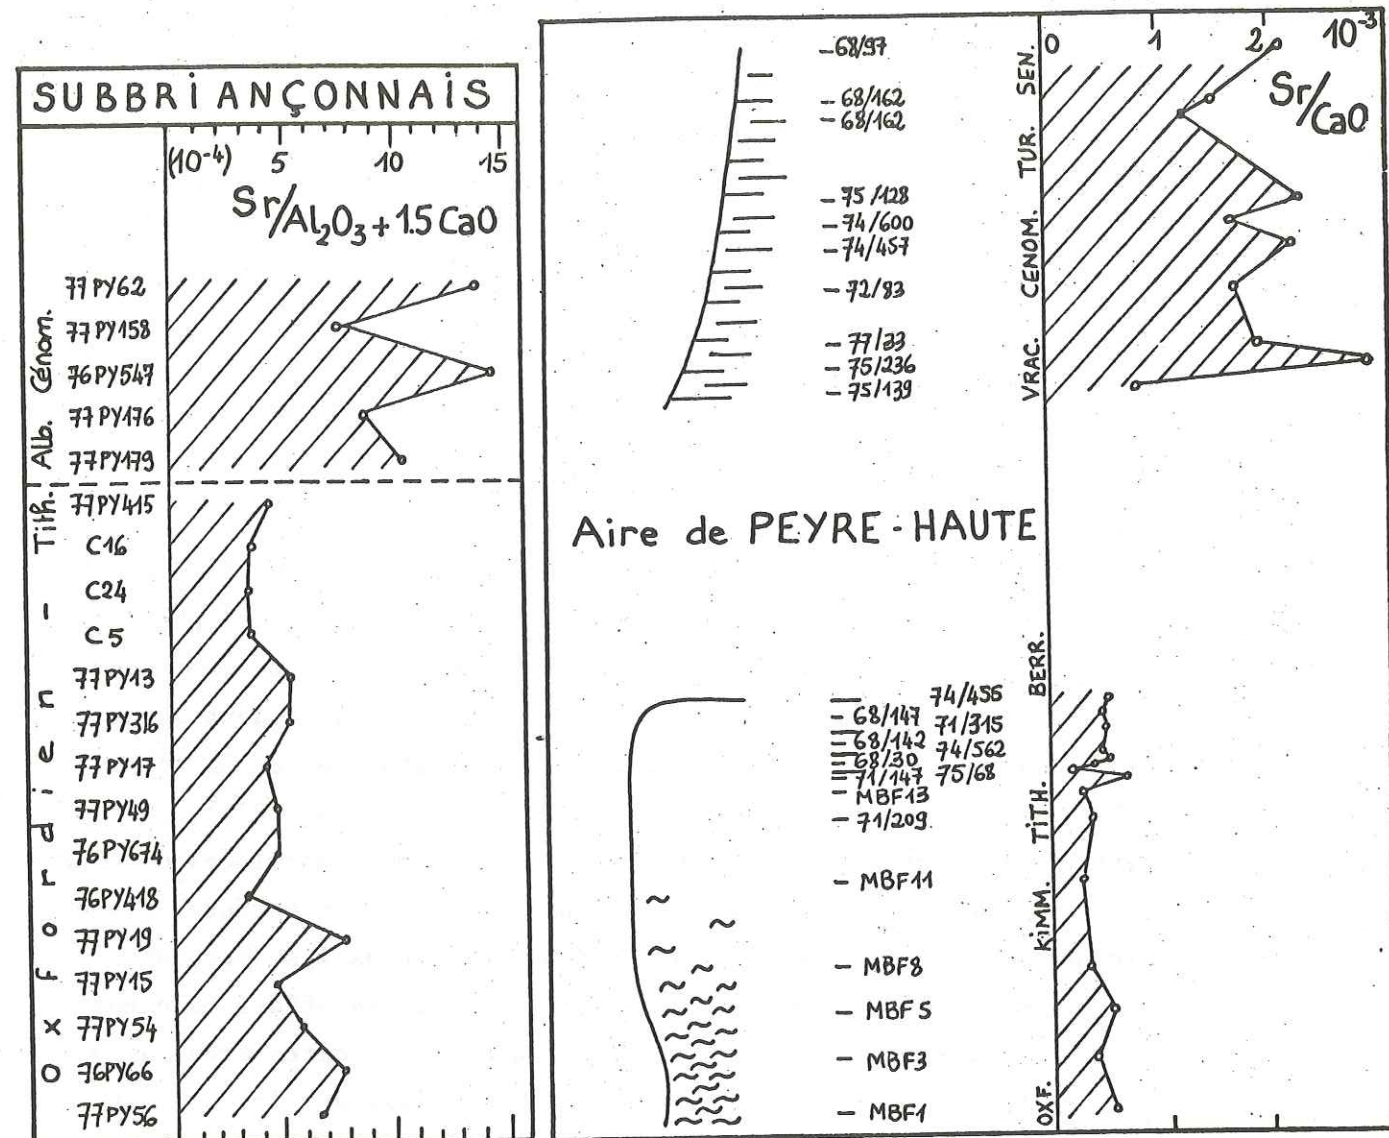 SUBBRiANÇONNAiS
(10-⁴) 5 10 15
Sr/Al₂O₃ + 1.5 CaO
77PY62
77PY158
76PY547
77PY176
77PY179
77PY415
C16
C24
C5
77PY13
77PY316
77PY17
77PY49
76PY674
76PY418
77PY19
77PY15
77PY54
76PY66
77PY56
Oxfordien - Tith. Alb. Cénom.
68/97
68/162
68/162
75/128
74/600
74/457
72/83
77/33
75/236
75/139
Aire de PEYRE-HAUTE
74/455
68/147 71/315
68/142 74/562
68/30
71/147 75/68
MBF13
71/209
MBF11
MBF8
MBF5
MBF3
MBF1
OXF. KiMM. TiTH. BERR. VRAC. CENOM. TUR. SEN.
0 1 2 10-³
Sr/CaO